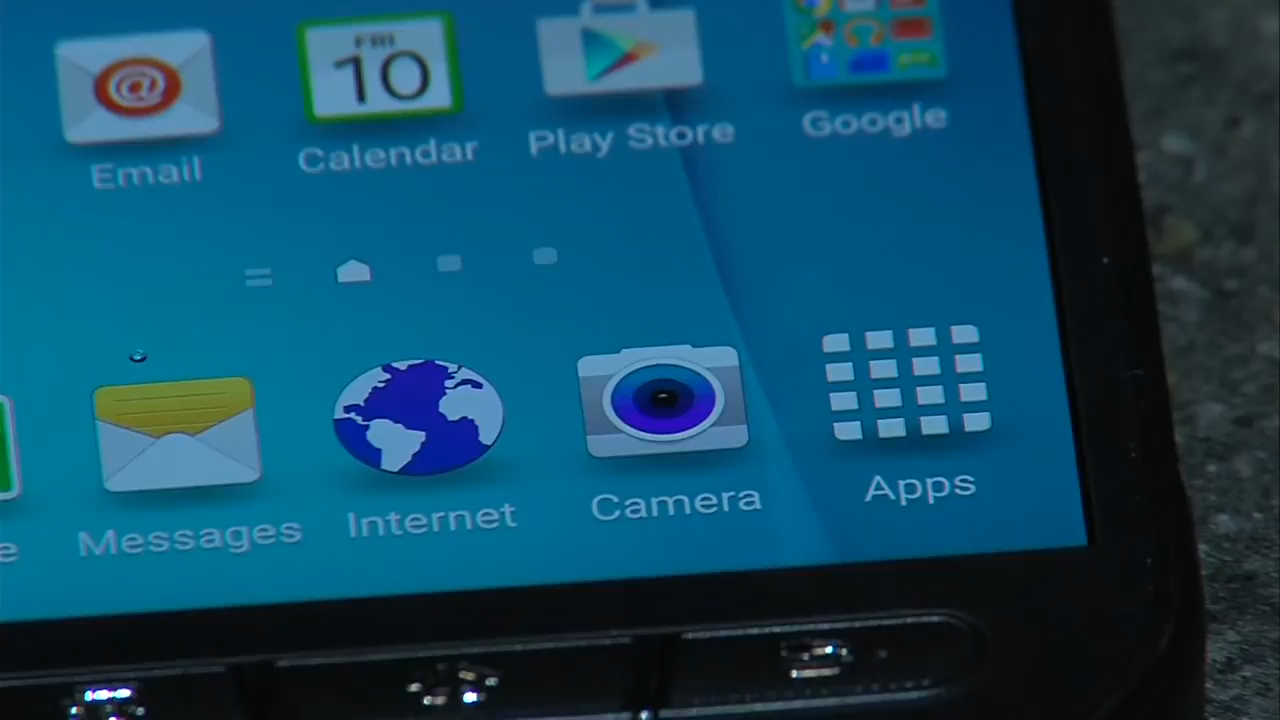 @
FRI
10
Email
Calendar
Play Store
Google
e
Messages
Internet
Camera
Apps